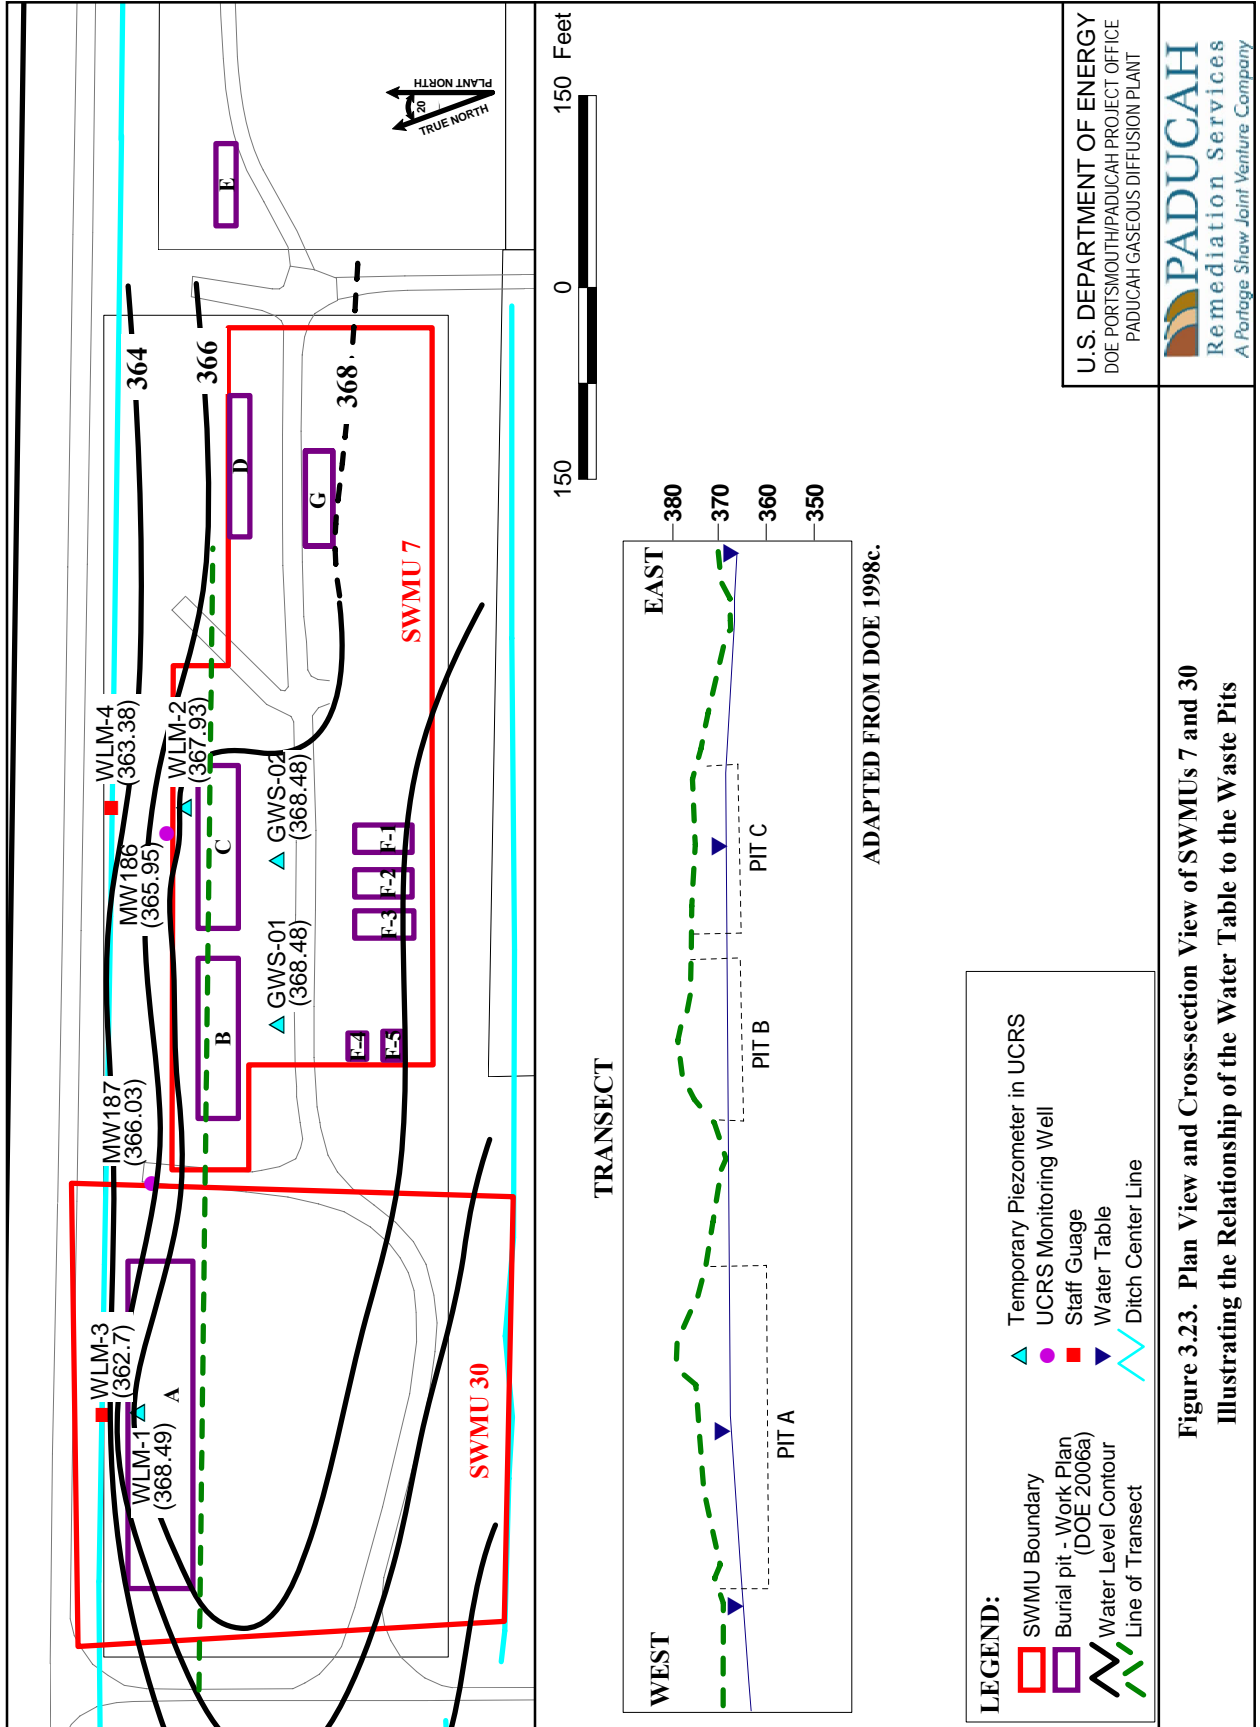 WLM-3
(362.7)
WLM-1
(368.49)
A
SWMU 30
MW187
(366.03)
B
GWS-01
(368.48)
F-4
F-5
MW186
(365.95)
WLM-4
(363.38)
WLM-2
(367.93)
C
GWS-02
(368.48)
F-3
F-2
F-1
SWMU 7
D
G
364
366
368
E
TRUE NORTH
20
PLANT NORTH
150
0
150 Feet
TRANSECT
WEST
EAST
380
370
360
350
PIT A
PIT B
PIT C
ADAPTED FROM DOE 1998c.
LEGEND:
SWMU Boundary
Burial pit - Work Plan
(DOE 2006a)
Water Level Contour
Line of Transect
Temporary Piezometer in UCRS
UCRS Monitoring Well
Staff Guage
Water Table
Ditch Center Line
U.S. DEPARTMENT OF ENERGY
DOE PORTSMOUTH/PADUCAH PROJECT OFFICE
PADUCAH GASEOUS DIFFUSION PLANT
PADUCAH
Remediation Services
A Portage Shaw Joint Venture Company
Figure 3.23. Plan View and Cross-section View of SWMUs 7 and 30
Illustrating the Relationship of the Water Table to the Waste Pits